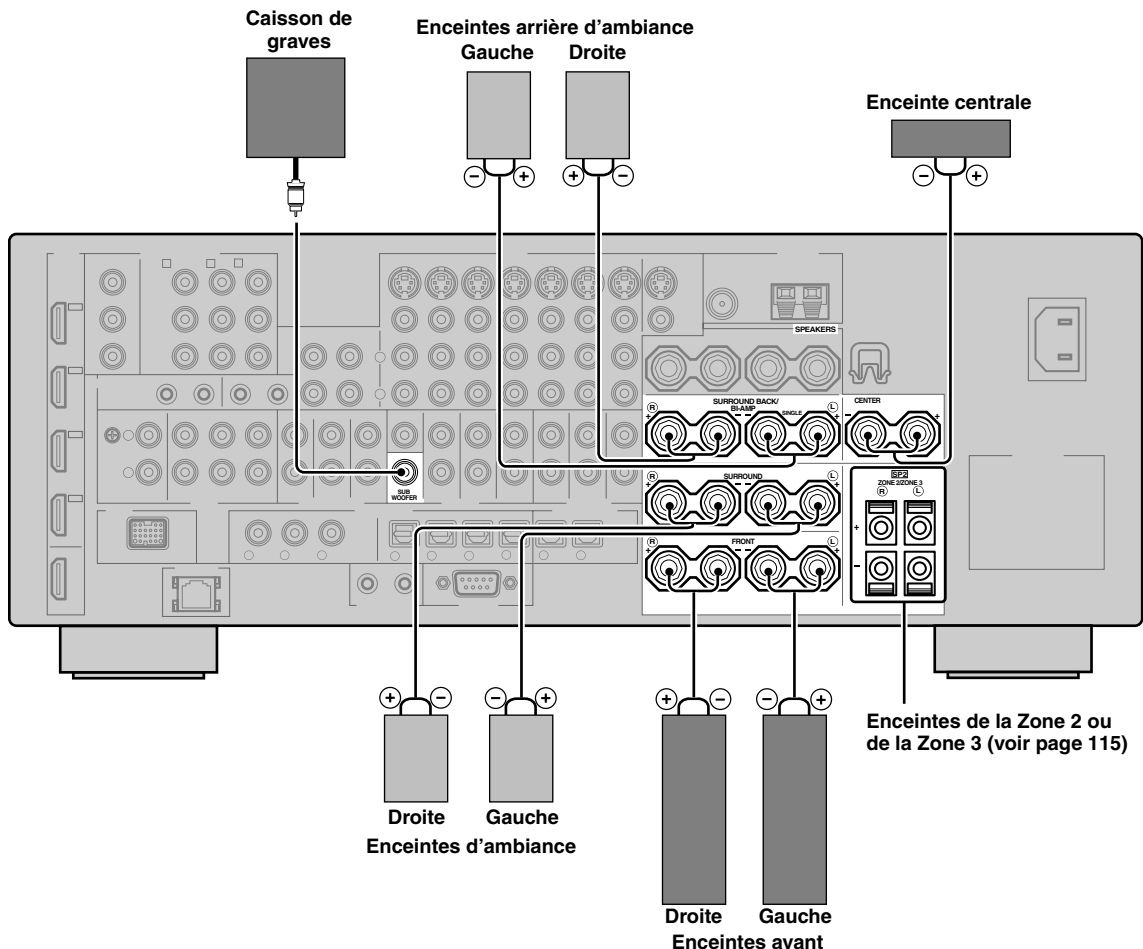 Caisson de
graves
Enceintes arrière d’ambiance
Gauche Droite
Enceinte centrale
− + + − − +
SPEAKERS
R SURROUND BACK/ L CENTER
BI-AMP SINGLE
+ − − + − +
SUB
WOOFER
R SURROUND L
+ − − +
SP2
ZONE 2/ZONE 3
R L
+
−
R FRONT L
+ − − +
+ − − + + − − +
Enceintes de la Zone 2 ou
de la Zone 3 (voir page 115)
Droite Gauche
Enceintes d’ambiance
Droite Gauche
Enceintes avant